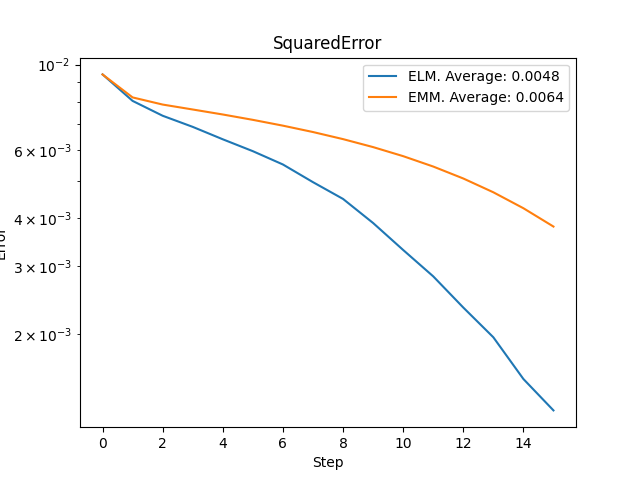 SquaredError
ELM. Average: 0.0048
EMM. Average: 0.0064
10⁻²
6 × 10⁻³
4 × 10⁻³
3 × 10⁻³
2 × 10⁻³
Error
0 2 4 6 8 10 12 14
Step